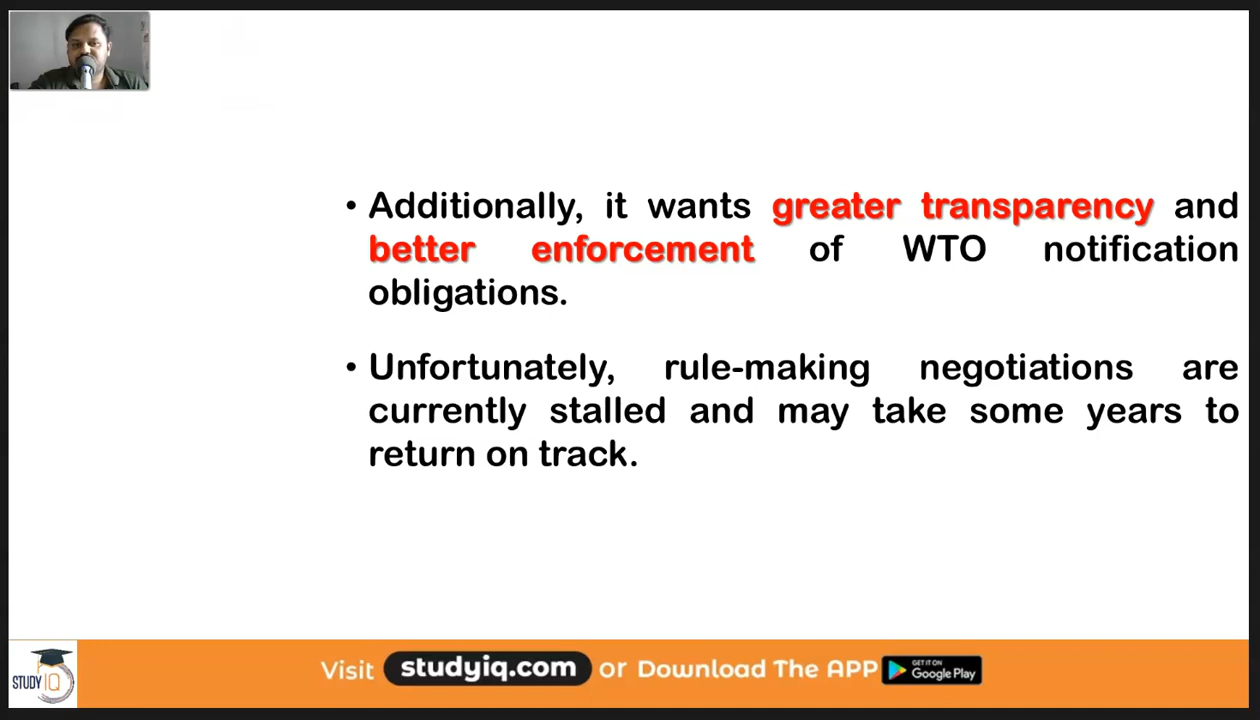 • Additionally, it wants greater transparency and
better enforcement of WTO notification
obligations.
• Unfortunately, rule-making negotiations are
currently stalled and may take some years to
return on track.
STUDY IQ
Visit studyiq.com or Download The APP GET IT ON Google Play